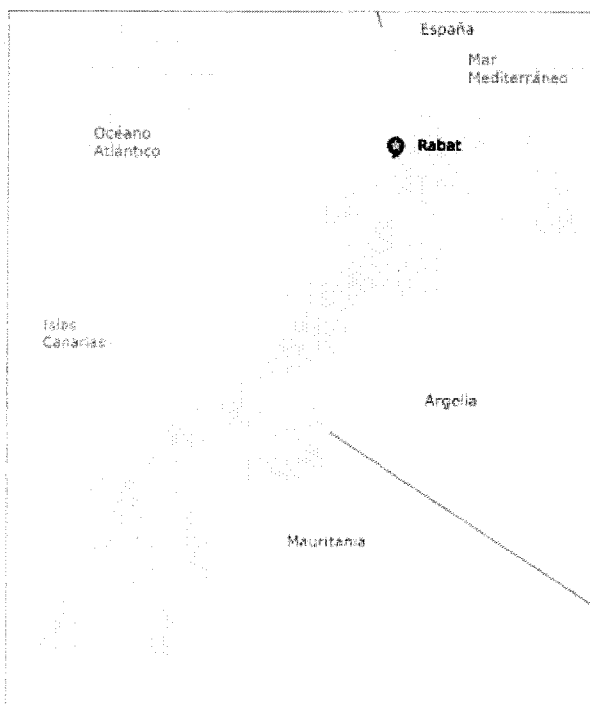 España
Mar
Mediterráneo
Océano
Atlántico
Rabat
Islas
Canarias
Argelia
Mauritania